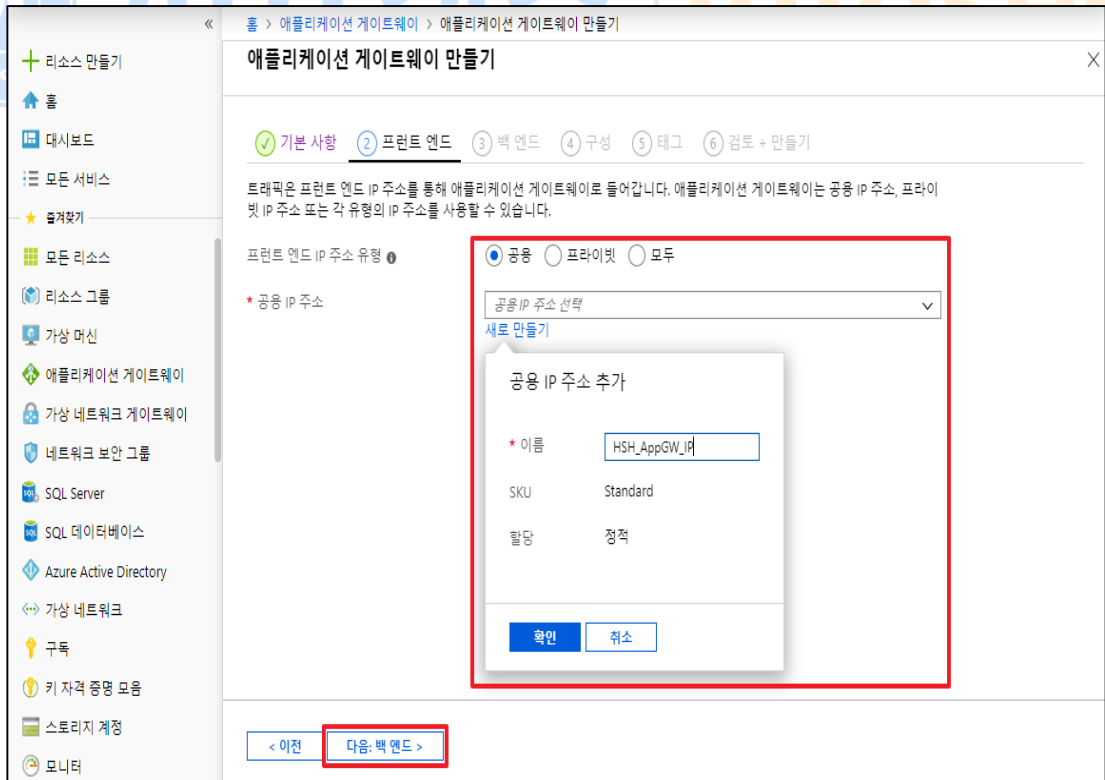 «
홈 > 애플리케이션 게이트웨이 > 애플리케이션 게이트웨이 만들기
애플리케이션 게이트웨이 만들기
리소스 만들기
홈
대시보드
모든 서비스
즐겨찾기
모든 리소스
리소스 그룹
가상 머신
애플리케이션 게이트웨이
가상 네트워크 게이트웨이
네트워크 보안 그룹
SQL Server
SQL 데이터베이스
Azure Active Directory
가상 네트워크
구독
키 자격 증명 모음
스토리지 계정
모니터
기본 사항 2 프런트 엔드 3 백 엔드 4 구성 5 태그 6 검토 + 만들기
트래픽은 프런트 엔드 IP 주소를 통해 애플리케이션 게이트웨이로 들어갑니다. 애플리케이션 게이트웨이는 공용 IP 주소, 프라이
빗 IP 주소 또는 각 유형의 IP 주소를 사용할 수 있습니다.
프런트 엔드 IP 주소 유형 공용 프라이빗 모두
* 공용 IP 주소 공용 IP 주소 선택
새로 만들기
공용 IP 주소 추가
* 이름 HSH_AppGW_IP
SKU Standard
할당 정적
확인 취소
< 이전 다음: 백 엔드 >